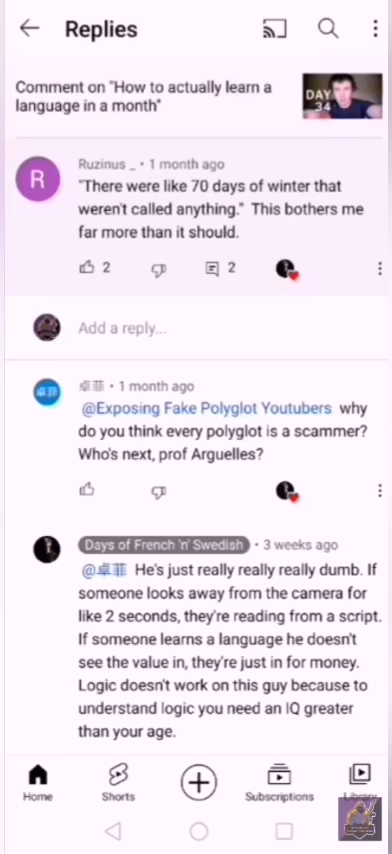 Replies
Comment on "How to actually learn a
language in a month"
DAY
34
R
Ruzinus _ • 1 month ago
"There were like 70 days of winter that
weren't called anything." This bothers me
far more than it should.
2
2
Add a reply...
卓菲
卓菲 • 1 month ago
@Exposing Fake Polyglot Youtubers why
do you think every polyglot is a scammer?
Who's next, prof Arguelles?
Days of French 'n' Swedish • 3 weeks ago
@卓菲 He's just really really really dumb. If
someone looks away from the camera for
like 2 seconds, they're reading from a script.
If someone learns a language he doesn't
see the value in, they're just in for money.
Logic doesn't work on this guy because to
understand logic you need an IQ greater
than your age.
Home
Shorts
Subscriptions
Library